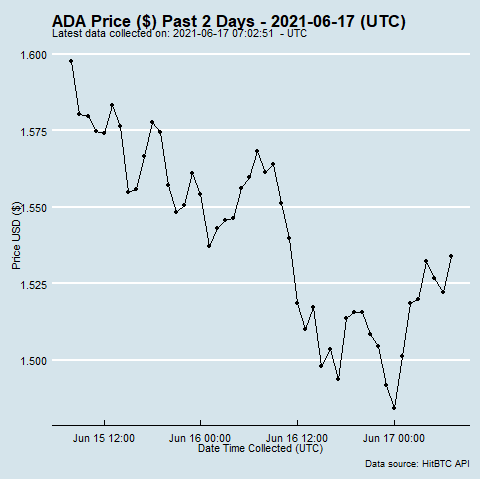 ADA Price ($) Past 2 Days - 2021-06-17 (UTC)
Latest data collected on: 2021-06-17 07:02:51  - UTC
1.600
1.575
1.550
1.525
1.500
Price USD ($)
Jun 15 12:00 Jun 16 00:00 Jun 16 12:00 Jun 17 00:00
Date Time Collected (UTC)
Data source: HitBTC API